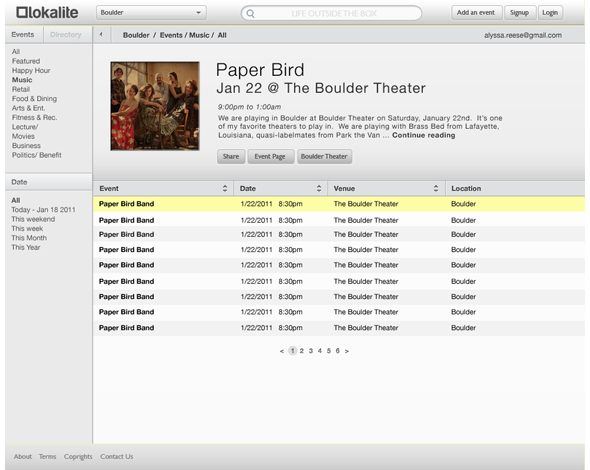 lokalite
Boulder
LIFE OUTSIDE THE BOX
Add an event
Signup
Login
Events
Directory
Boulder / Events / Music / All
alyssa.reese@gmail.com
All
Featured
Happy Hour
Music
Retail
Food & Dining
Arts & Ent.
Fitness & Rec.
Lecture/
Movies
Business
Politics/ Benefit
Date
All
Today - Jan 18 2011
This weekend
This week
This Month
This Year
Paper Bird
Jan 22 @ The Boulder Theater
9:00pm to 1:00am
We are playing in Boulder at Boulder Theater on Saturday, January 22nd. It's one
of my favorite theaters to play in. We are playing with Brass Bed from Lafayette,
Louisiana, quasi-labelmates from Park the Van ... Continue reading
Share
Event Page
Boulder Theater
Event Date Venue Location
Paper Bird Band 1/22/2011 8:30pm The Boulder Theater Boulder
Paper Bird Band 1/22/2011 8:30pm The Boulder Theater Boulder
Paper Bird Band 1/22/2011 8:30pm The Boulder Theater Boulder
Paper Bird Band 1/22/2011 8:30pm The Boulder Theater Boulder
Paper Bird Band 1/22/2011 8:30pm The Boulder Theater Boulder
Paper Bird Band 1/22/2011 8:30pm The Boulder Theater Boulder
Paper Bird Band 1/22/2011 8:30pm The Boulder Theater Boulder
Paper Bird Band 1/22/2011 8:30pm The Boulder Theater Boulder
Paper Bird Band 1/22/2011 8:30pm The Boulder Theater Boulder
< 1 2 3 4 5 6 >
About Terms Coprights Contact Us